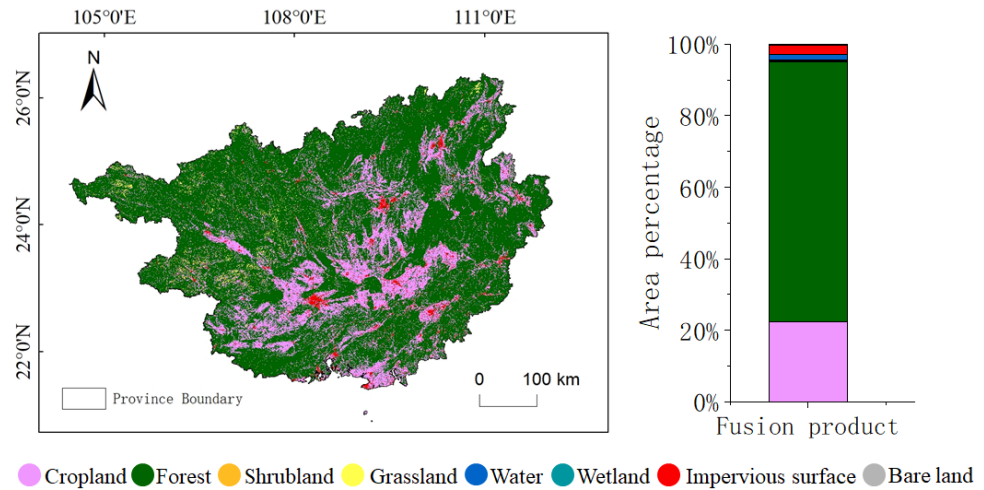 105°0'E 108°0'E 111°0'E
26°0'N
24°0'N
22°0'N
N
0 100 km
Province Boundary
100%
80%
60%
40%
20%
0%
Area percentage
Fusion product
Cropland Forest Shrubland Grassland Water Wetland Impervious surface Bare land